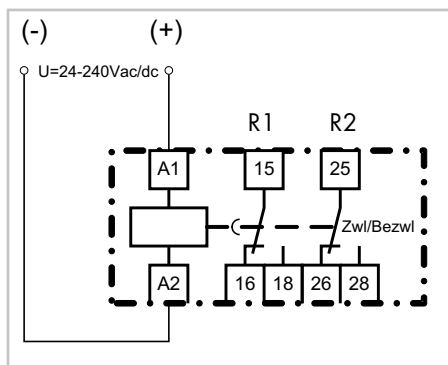 (-) (+)
U=24-240Vac/dc
R1 R2
A1 15 25
Zwl/Bezwl
A2 16 18 26 28